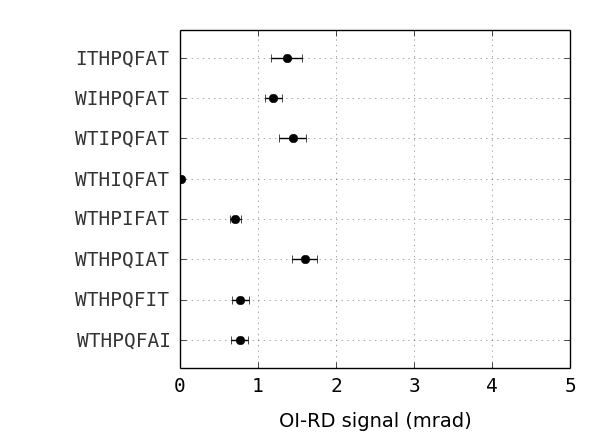 ITHPQFAT
WIHPQFAT
WTIPQFAT
WTHIQFAT
WTHPIFAT
WTHPQIAT
WTHPQFIT
WTHPQFAI
0 1 2 3 4 5
OI-RD signal (mrad)